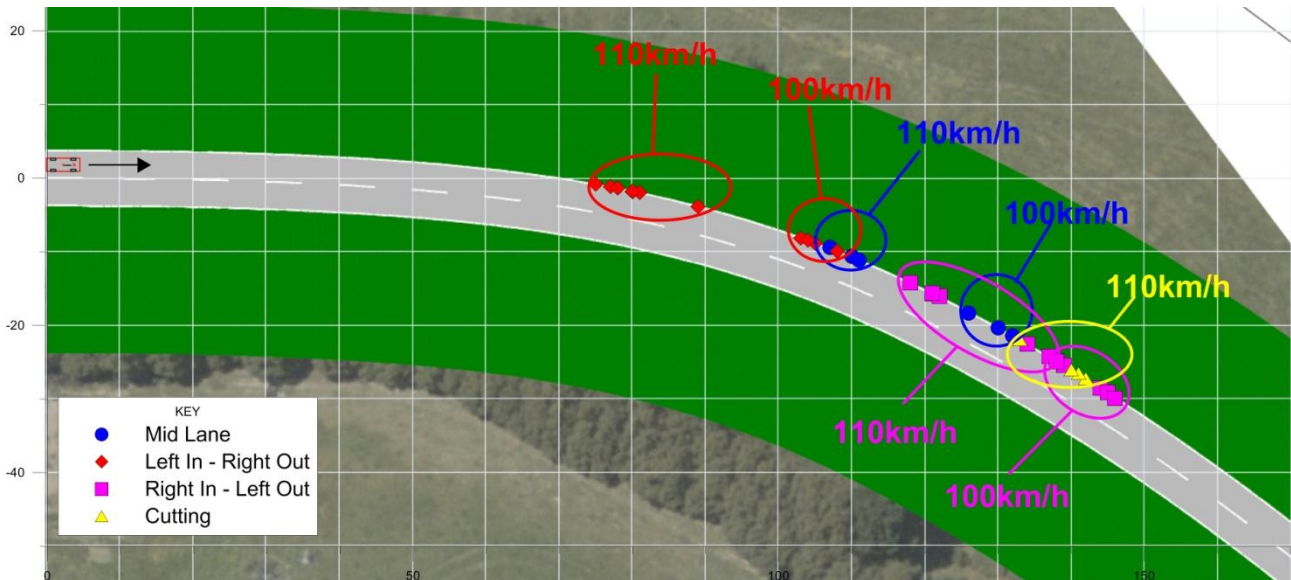 20
110km/h
100km/h
110km/h
0
100km/h
110km/h
-20
110km/h
100km/h
-40
KEY
Mid Lane
Left In - Right Out
Right In - Left Out
Cutting
0
50
100
150